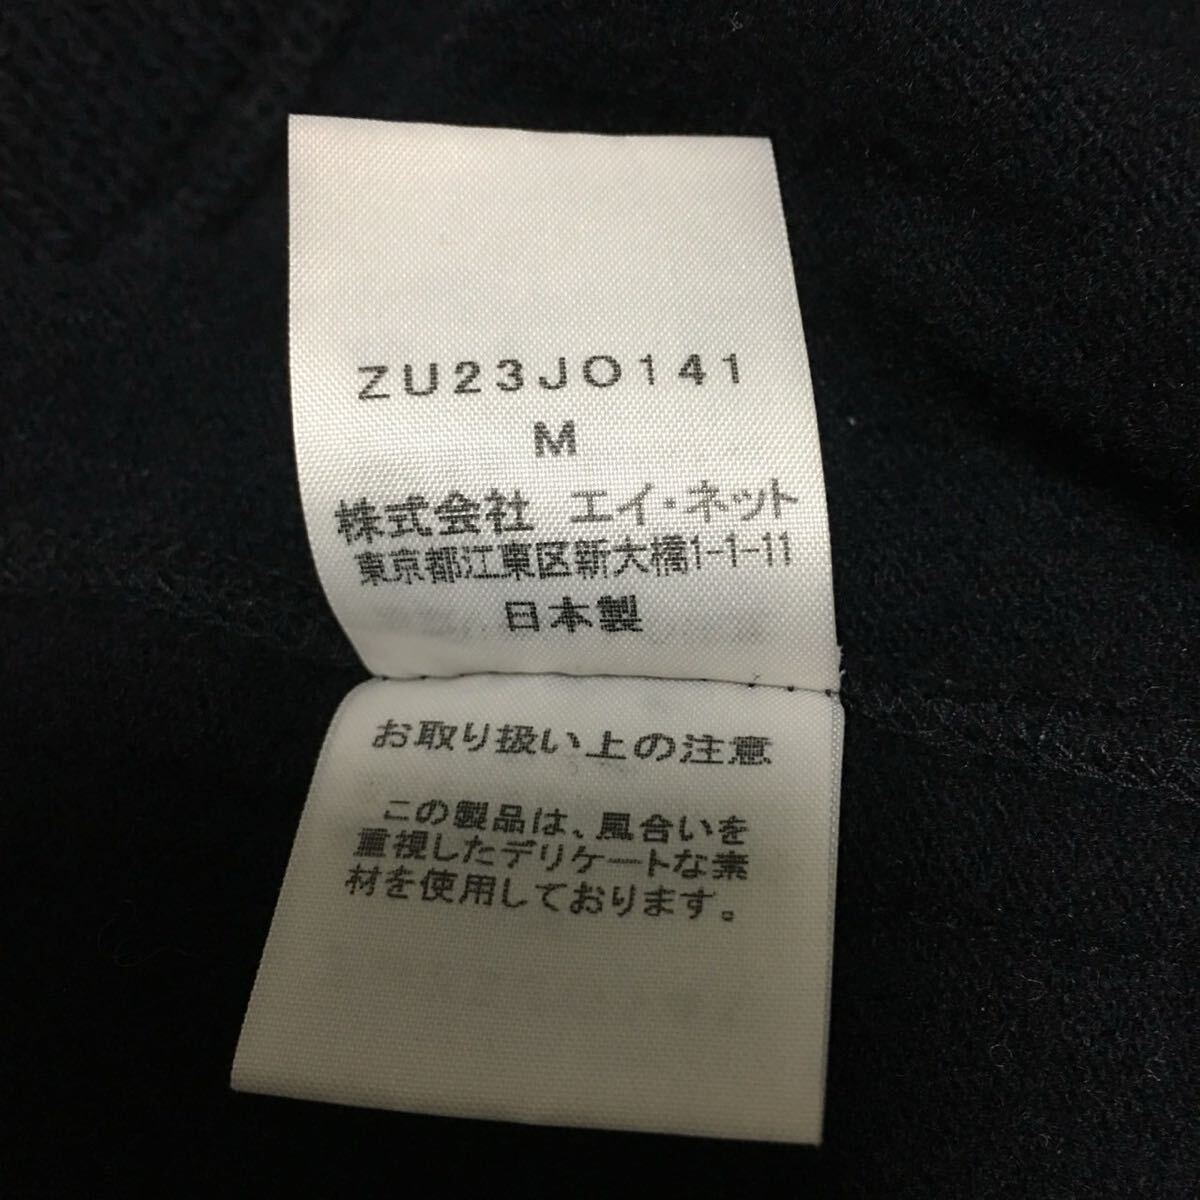 ZU23JO141
M
株式会社 エイ・ネット
東京都江東区新大橋1-1-11
日本製
お取り扱い上の注意
この製品は、風合いを
重視したデリケートな素
材を使用しております。